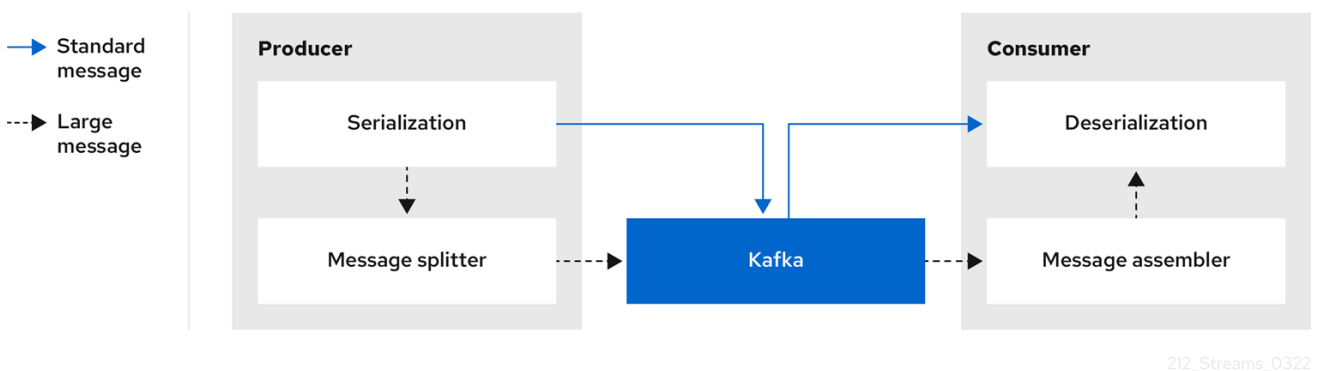 Standard
message
Large
message
Producer
Serialization
Message splitter
Kafka
Consumer
Deserialization
Message assembler
212_Streams_0322